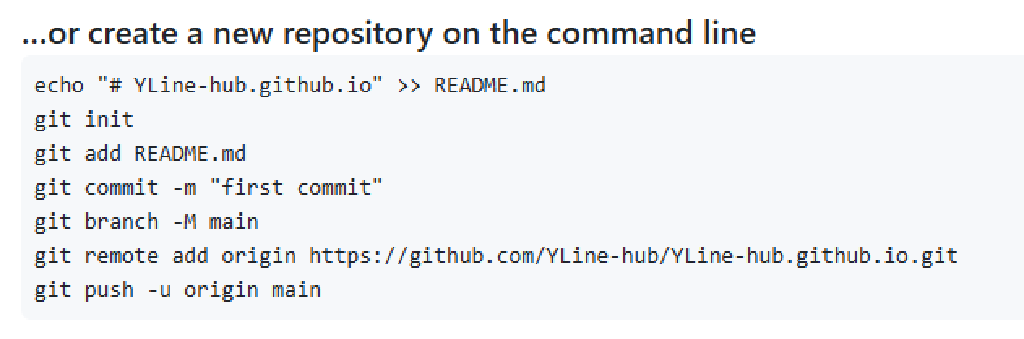 ...or create a new repository on the command line
echo "# YLine-hub.github.io" >> README.md
git init
git add README.md
git commit -m "first commit"
git branch -M main
git remote add origin https://github.com/YLine-hub/YLine-hub.github.io.git
git push -u origin main